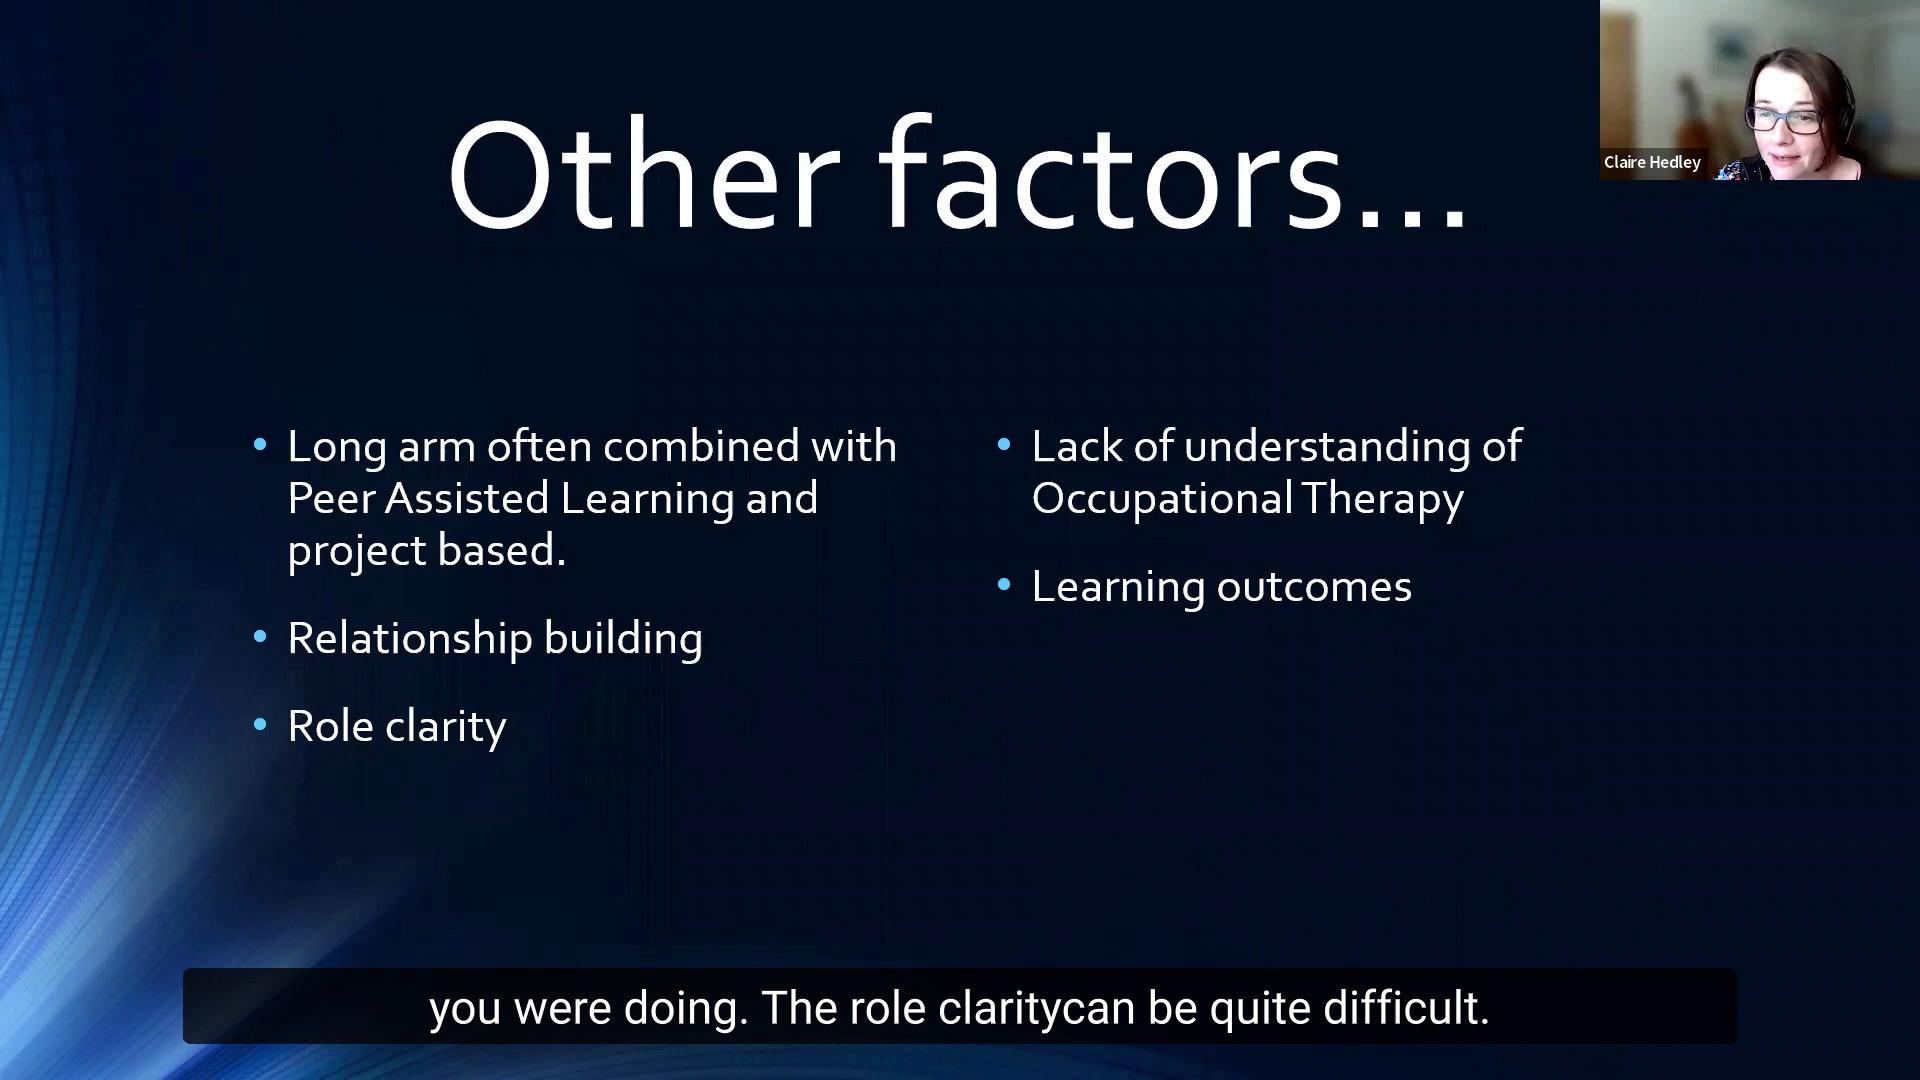 Other factors...
Claire Hedley
• Long arm often combined with
Peer Assisted Learning and
project based.
• Relationship building
• Role clarity
• Lack of understanding of
Occupational Therapy
• Learning outcomes
you were doing. The role claritycan be quite difficult.